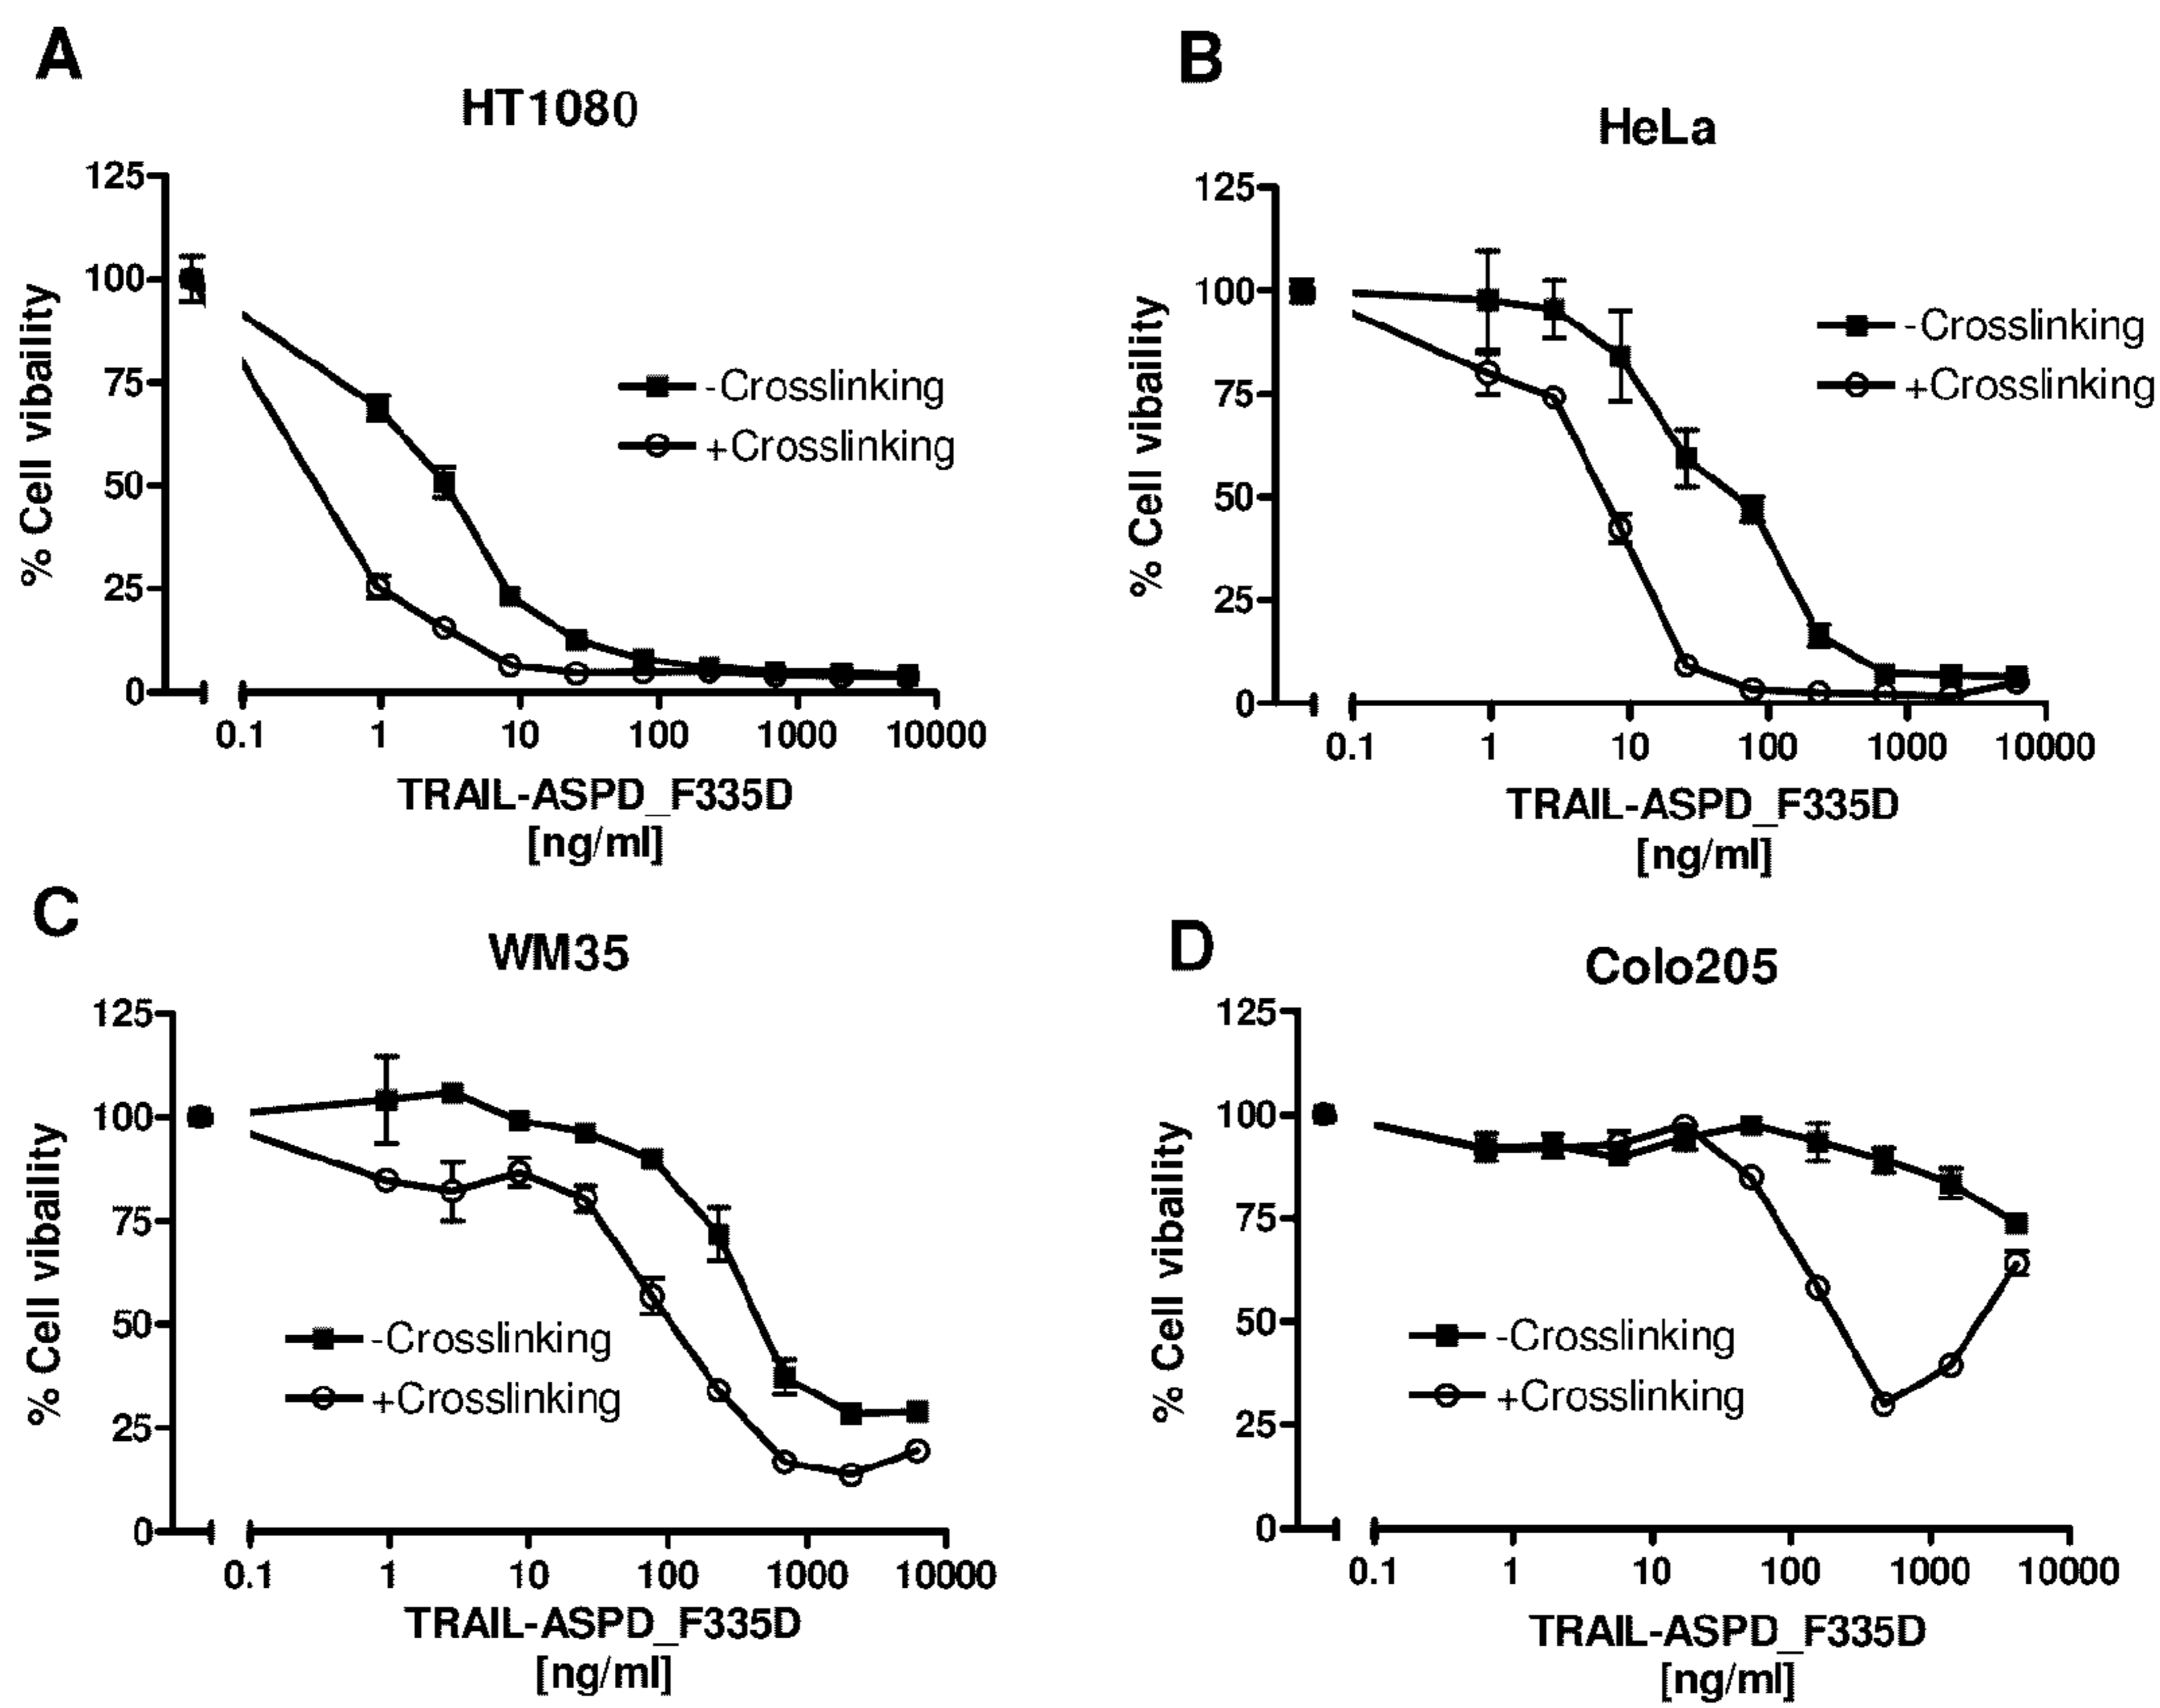 A
HT1080
125
100
75
50
25
0
% Cell vibaility
-Crosslinking
+Crosslinking
0.1 1 10 100 1000 10000
TRAIL-ASPD_F335D
[ng/ml]
B
HeLa
125
100
75
50
25
0
% Cell vibaility
-Crosslinking
+Crosslinking
0.1 1 10 100 1000 10000
TRAIL-ASPD_F335D
[ng/ml]
C
WM35
125
100
75
50
25
0
% Cell vibaility
-Crosslinking
+Crosslinking
0.1 1 10 100 1000 10000
TRAIL-ASPD_F335D
[ng/ml]
D
Colo205
125
100
75
50
25
0
% Cell vibaility
-Crosslinking
+Crosslinking
0.1 1 10 100 1000 10000
TRAIL-ASPD_F335D
[ng/ml]